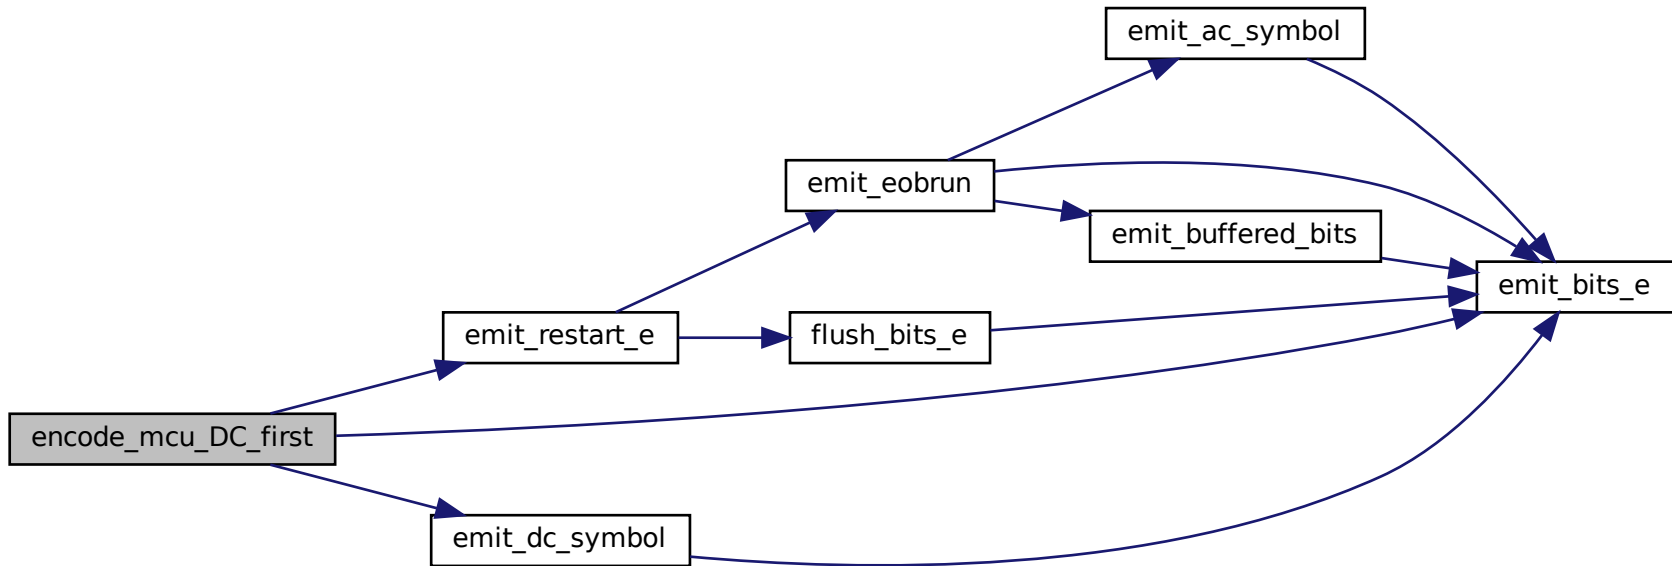 emit_ac_symbol
emit_eobrun
emit_buffered_bits
emit_bits_e
emit_restart_e
flush_bits_e
encode_mcu_DC_first
emit_dc_symbol